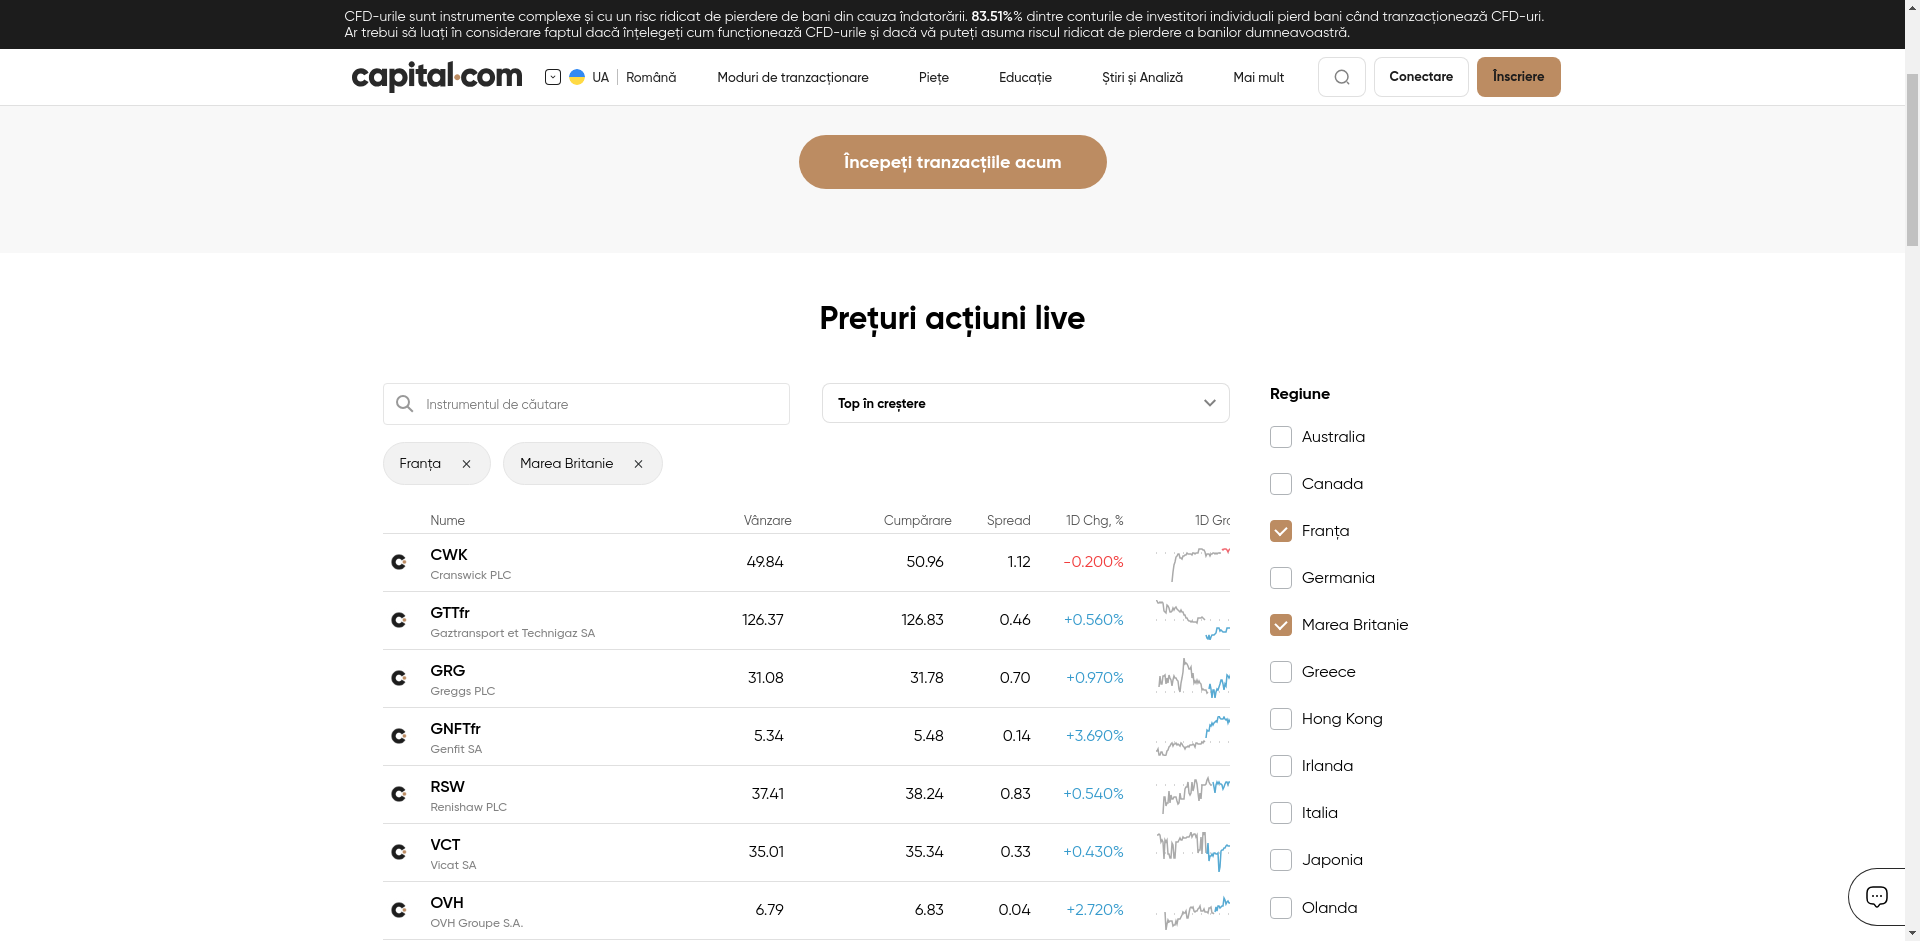 CFD-urile sunt instrumente complexe și cu un risc ridicat de pierdere de bani din cauza îndatorării. 83.51%% dintre conturile de investitori individuali pierd bani când tranzacționează CFD-uri.
Ar trebui să luați în considerare faptul dacă înțelegeți cum funcționează CFD-urile și dacă vă puteți asuma riscul ridicat de pierdere a banilor dumneavoastră.
capital.com UA Română Moduri de tranzacționare Piețe Educație Știri și Analiză Mai mult Conectare Înscriere
Începeți tranzacțiile acum
Prețuri acțiuni live
Instrumentul de căutare
Top în creștere
Franța
Marea Britanie
Nume Vânzare Cumpărare Spread 1D Chg, % 1D Gra
CWK 49.84 50.96 1.12 -0.200%
Cranswick PLC
GTTfr 126.37 126.83 0.46 +0.560%
Gaztransport et Technigaz SA
GRG 31.08 31.78 0.70 +0.970%
Greggs PLC
GNFTfr 5.34 5.48 0.14 +3.690%
Genfit SA
RSW 37.41 38.24 0.83 +0.540%
Renishaw PLC
VCT 35.01 35.34 0.33 +0.430%
Vicat SA
OVH 6.79 6.83 0.04 +2.720%
OVH Groupe S.A.
Regiune
Australia
Canada
Franța
Germania
Marea Britanie
Greece
Hong Kong
Irlanda
Italia
Japonia
Olanda